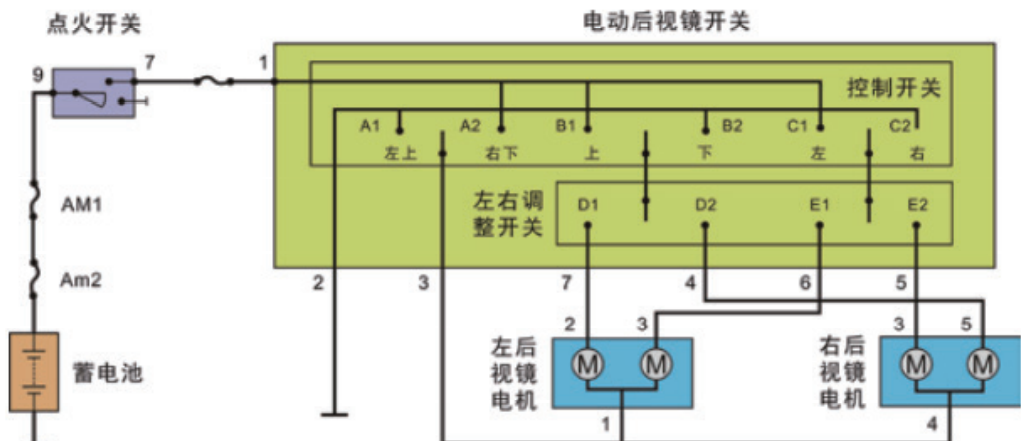 点火开关
电动后视镜开关
9
7
1
控制开关
A1
A2
B1
B2
C1
C2
左上
右下
上
下
左
右
AM1
左右调
整开关
D1
D2
E1
E2
Am2
2
3
7
4
6
5
蓄电池
左后
视镜
电机
2
3
M
M
1
右后
视镜
电机
3
5
M
M
4